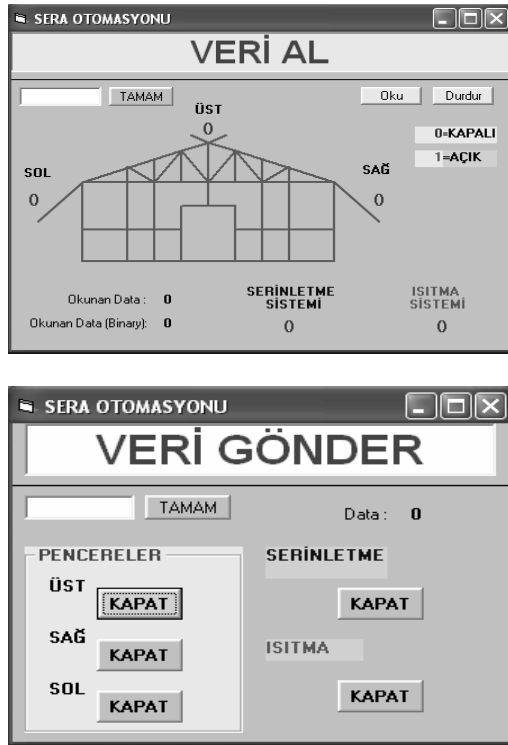 SERA OTOMASYONU
VERİ AL
TAMAM
Oku
Durdur
ÜST
0
0=KAPALI
1=AÇIK
SOL
0
SAĞ
0
Okunan Data : 0
Okunan Data (Binary): 0
SERİNLETME
SİSTEMİ
0
ISITMA
SİSTEMİ
0
SERA OTOMASYONU
VERİ GÖNDER
TAMAM
Data : 0
PENCERELER
ÜST
KAPAT
SAĞ
KAPAT
SOL
KAPAT
SERİNLETME
KAPAT
ISITMA
KAPAT